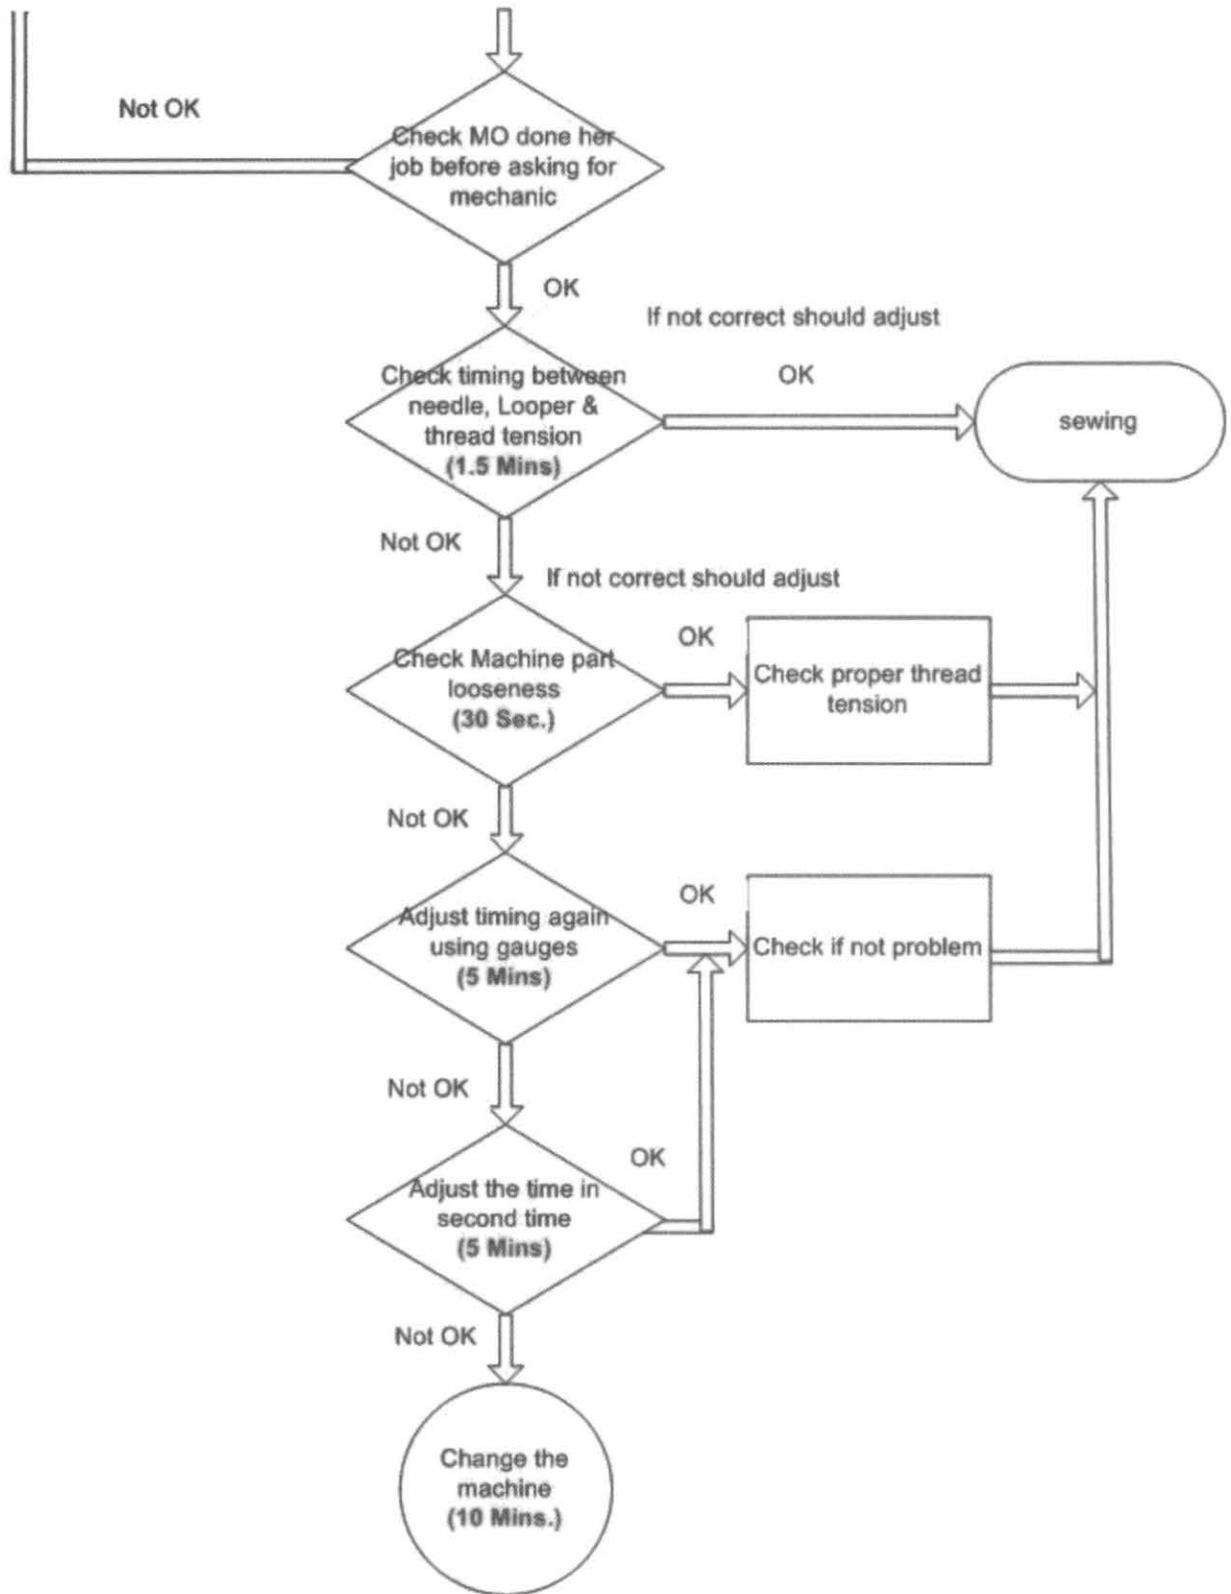 Not OK
Check MO done her
job before asking for
mechanic
OK
If not correct should adjust
Check timing between
needle, Looper &
thread tension
(1.5 Mins)
OK
sewing
Not OK
If not correct should adjust
Check Machine part
looseness
(30 Sec.)
OK
Check proper thread
tension
Not OK
Adjust timing again
using gauges
(5 Mins)
OK
Check if not problem
Not OK
Adjust the time in
second time
(5 Mins)
OK
Not OK
Change the
machine
(10 Mins.)